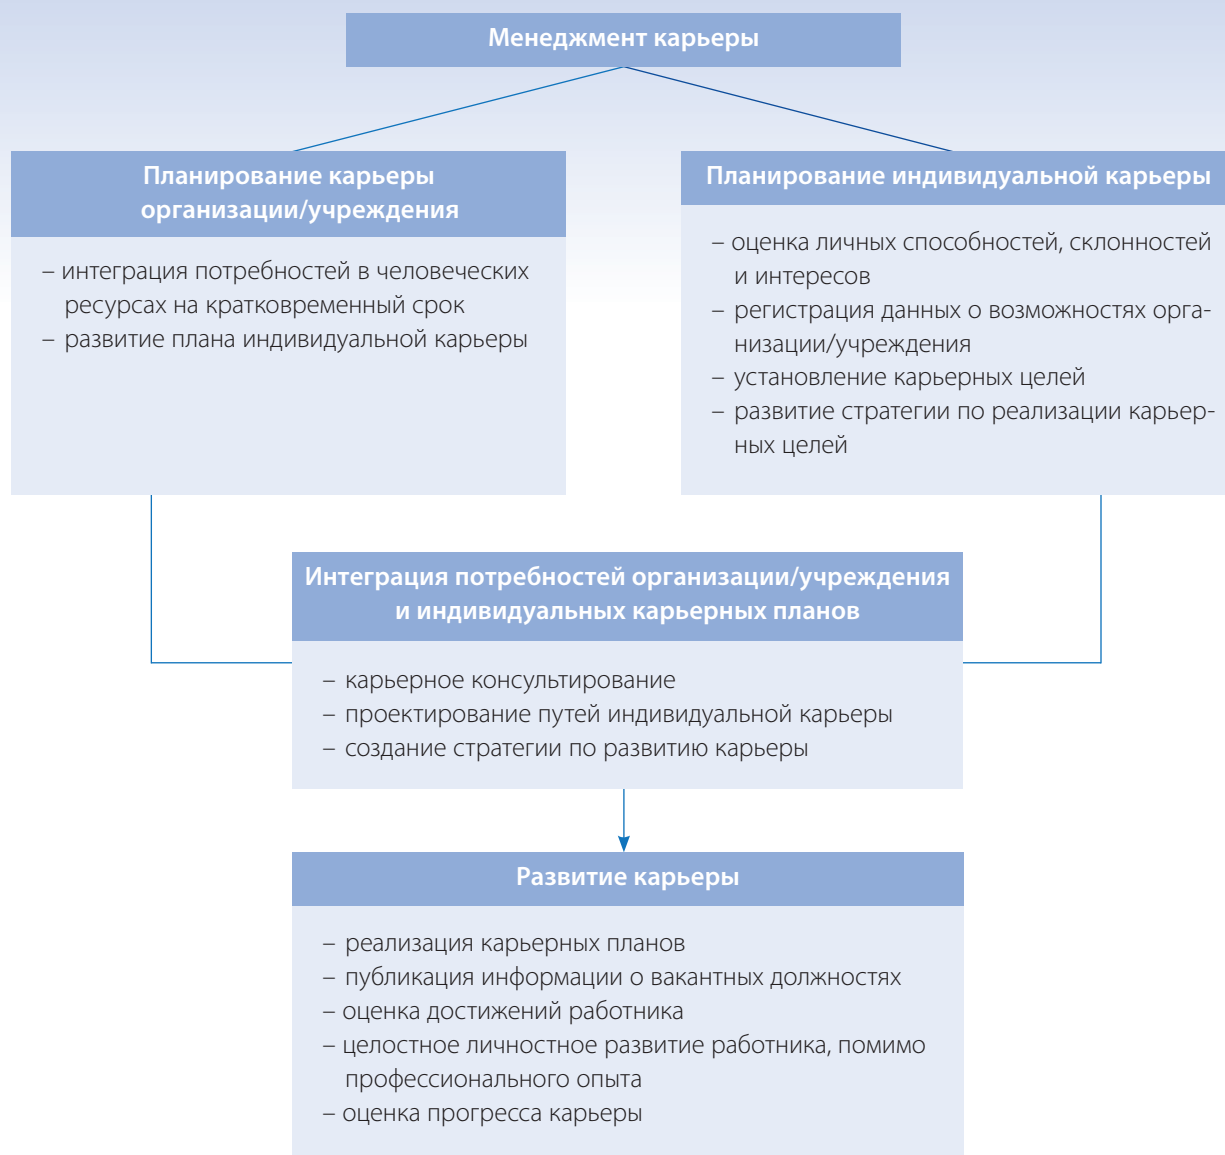 Менеджмент карьеры
Планирование карьеры
организации/учреждения
– интеграция потребностей в человеческих
ресурсах на кратковременный срок
– развитие плана индивидуальной карьеры
Планирование индивидуальной карьеры
– оценка личных способностей, склонностей
и интересов
– регистрация данных о возможностях орга-
низации/учреждения
– установление карьерных целей
– развитие стратегии по реализации карьер-
ных целей
Интеграция потребностей организации/учреждения
и индивидуальных карьерных планов
– карьерное консультирование
– проектирование путей индивидуальной карьеры
– создание стратегии по развитию карьеры
Развитие карьеры
– реализация карьерных планов
– публикация информации о вакантных должностях
– оценка достижений работника
– целостное личностное развитие работника, помимо
профессионального опыта
– оценка прогресса карьеры